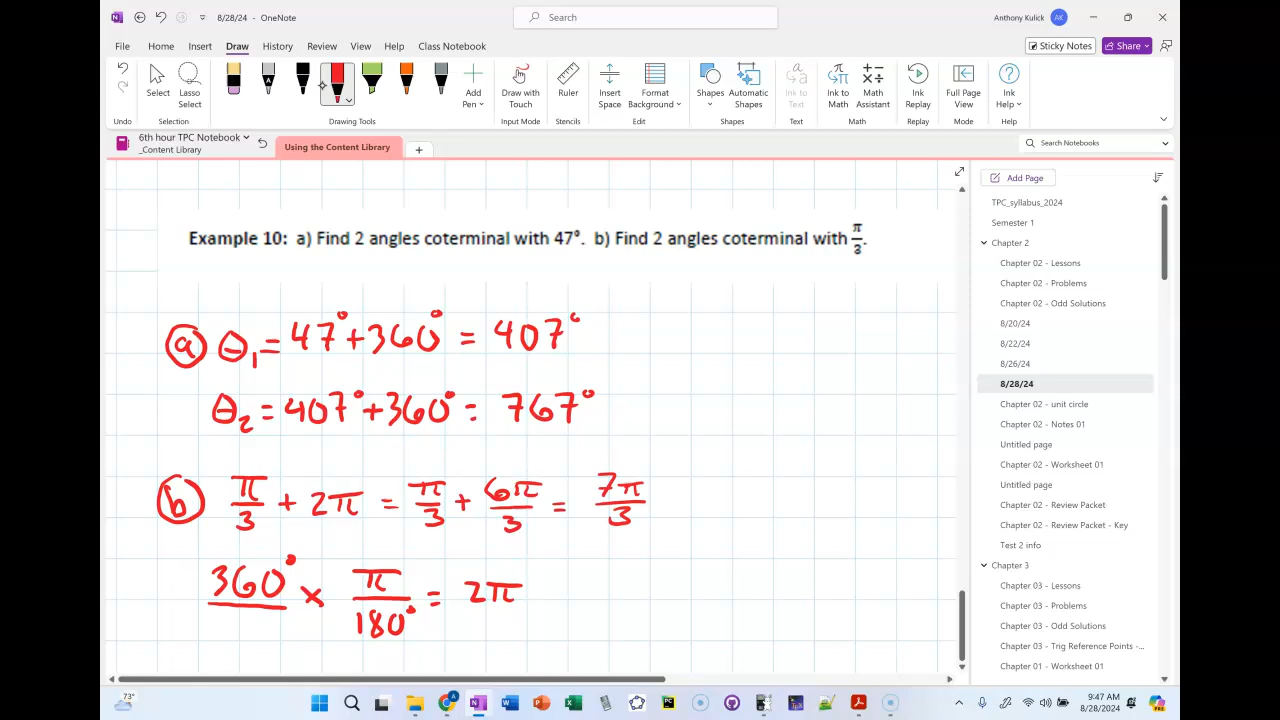 8/28/24 - OneNote
Search
Anthony Kulick
AK
File Home Insert Draw History Review View Help Class Notebook
Sticky Notes
Share
Select
Lasso Select
Add Pen
Draw with Touch
Ruler
Insert Space
Format Background
Shapes
Automatic Shapes
Ink to Text
Ink to Math
Math Assistant
Ink Replay
Full Page View
Ink Help
Undo Selection Drawing Tools Input Mode Stencils Edit Shapes Text Math Replay Mode Help
6th hour TPC Notebook
_Content Library
Using the Content Library
+
Search Notebooks
Add Page
Example 10: a) Find 2 angles coterminal with 47°. b) Find 2 angles coterminal with π/3.
(a) θ₁ = 47° + 360° = 407°
θ₂ = 407° + 360° = 767°
(b) π/3 + 2π = π/3 + 6π/3 = 7π/3
360° × π/180° = 2π
TPC_syllabus_2024
Semester 1
Chapter 2
Chapter 02 - Lessons
Chapter 02 - Problems
Chapter 02 - Odd Solutions
8/20/24
8/22/24
8/26/24
8/28/24
Chapter 02 - unit circle
Chapter 02 - Notes 01
Untitled page
Chapter 02 - Worksheet 01
Untitled page
Chapter 02 - Review Packet
Chapter 02 - Review Packet - Key
Test 2 info
Chapter 3
Chapter 03 - Lessons
Chapter 03 - Problems
Chapter 03 - Odd Solutions
Chapter 03 - Trig Reference Points -...
Chapter 01 - Worksheet 01
73°
9:47 AM
8/28/2024